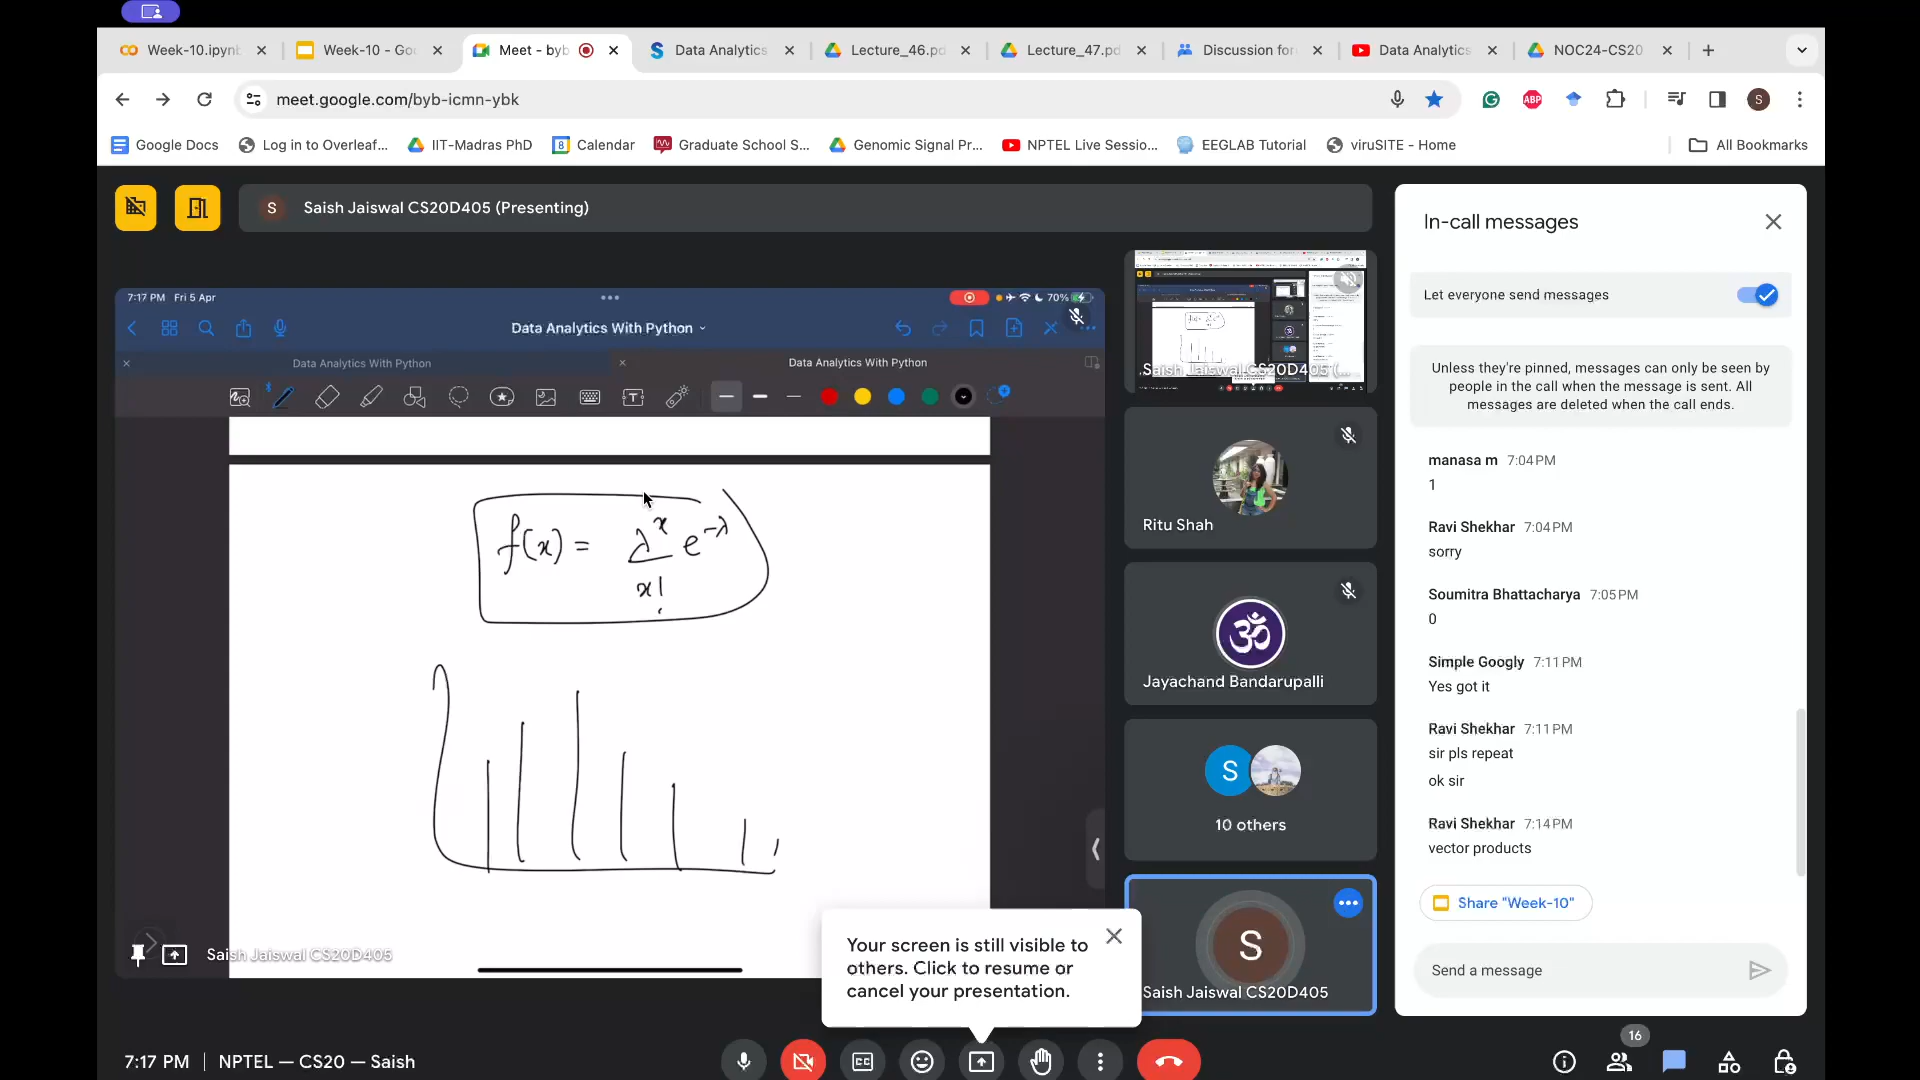 Week-10.ipynb
Week-10 - Goo
Meet - byb
Data Analytics
Lecture_46.pd
Lecture_47.pd
Discussion for
Data Analytics
NOC24-CS20
meet.google.com/byb-icmn-ybk
ABP
S
Google Docs
Log in to Overleaf...
IIT-Madras PhD
8 Calendar
Graduate School S...
Genomic Signal Pr...
NPTEL Live Sessio...
EEGLAB Tutorial
viruSITE - Home
All Bookmarks
S Saish Jaiswal CS20D405 (Presenting)
7:17 PM Fri 5 Apr
70%
Data Analytics With Python
Data Analytics With Python
Data Analytics With Python
f(x) = λ^x e^-λ
x!
Saish Jaiswal CS20D405
Saish Jaiswal CS20D405 (...
Ritu Shah
ॐ
Jayachand Bandarupalli
S
10 others
S
Saish Jaiswal CS20D405
Your screen is still visible to
others. Click to resume or
cancel your presentation.
In-call messages
Let everyone send messages
Unless they're pinned, messages can only be seen by
people in the call when the message is sent. All
messages are deleted when the call ends.
manasa m 7:04 PM
1
Ravi Shekhar 7:04 PM
sorry
Soumitra Bhattacharya 7:05 PM
0
Simple Googly 7:11 PM
Yes got it
Ravi Shekhar 7:11 PM
sir pls repeat
ok sir
Ravi Shekhar 7:14 PM
vector products
Share "Week-10"
Send a message
16
7:17 PM | NPTEL — CS20 — Saish
CC